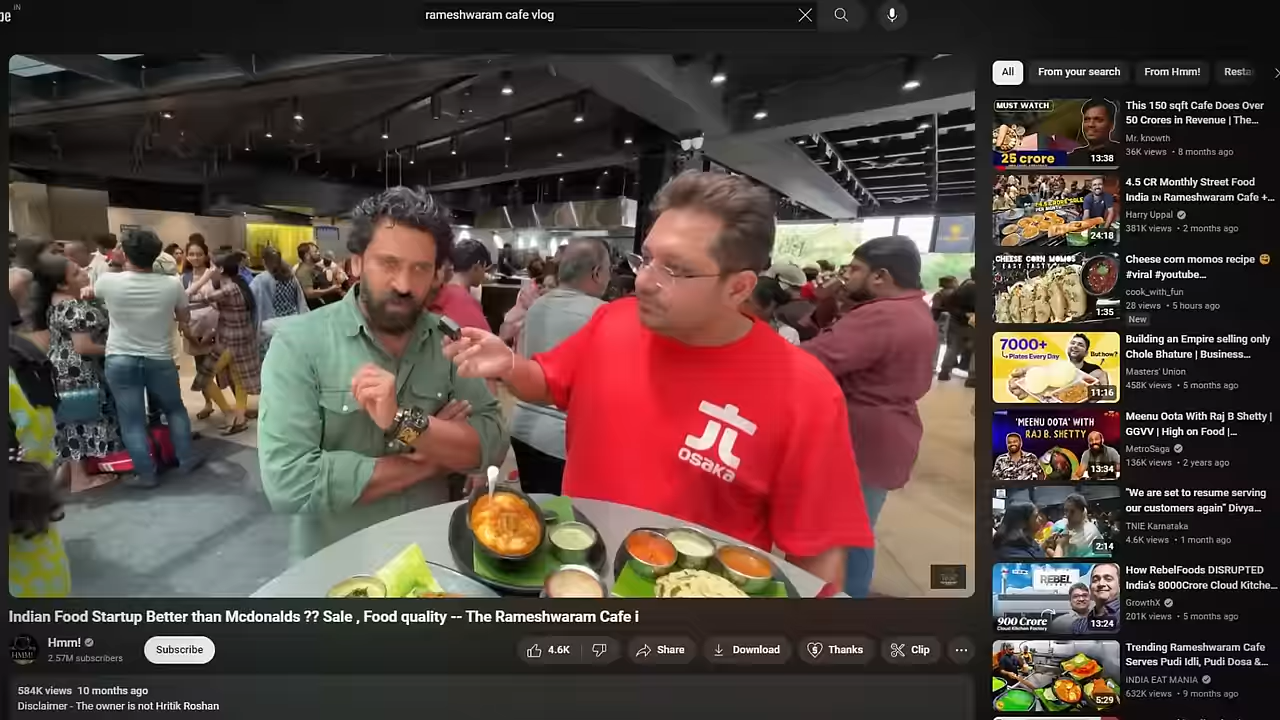 IN
be
rameshwaram cafe vlog
All
From your search
From Hmm!
Resta
MUST WATCH
25 crore
13:38
This 150 sqft Cafe Does Over
50 Crores in Revenue | The...
Mr. knowth
36K views • 8 months ago
24:18
4.5 CR Monthly Street Food
India IN Rameshwaram Cafe +...
Harry Uppal
381K views • 2 months ago
CHEESE CORN MOMOS
1:35
Cheese corn momos recipe
#viral #youtube...
cook_with_fun
28 views • 5 hours ago
New
7000+
Plates Every Day
But how?
11:16
Building an Empire selling only
Chole Bhature | Business...
Masters' Union
458K views • 5 months ago
'MEENU OOTA' WITH
RAJ B. SHETTY
13:34
Meenu Oota With Raj B Shetty |
GGVV | High on Food |...
MetroSaga
136K views • 2 years ago
2:14
"We are set to resume serving
our customers again" Divya...
TNIE Karnataka
4.6K views • 1 month ago
REBEL
900 Crore
Cloud Kitchen Factory
13:24
How RebelFoods DISRUPTED
India's 8000Crore Cloud Kitche...
GrowthX
201K views • 5 months ago
5:29
Trending Rameshwaram Cafe
Serves Pudi Idli, Pudi Dosa &...
INDIA EAT MANIA
632K views • 9 months ago
osaka
Indian Food Startup Better than Mcdonalds ?? Sale , Food quality -- The Rameshwaram Cafe i
HMM!
Hmm!
2.57M subscribers
Subscribe
4.6K
Share
Download
Thanks
Clip
584K views 10 months ago
Disclaimer - The owner is not Hritik Roshan